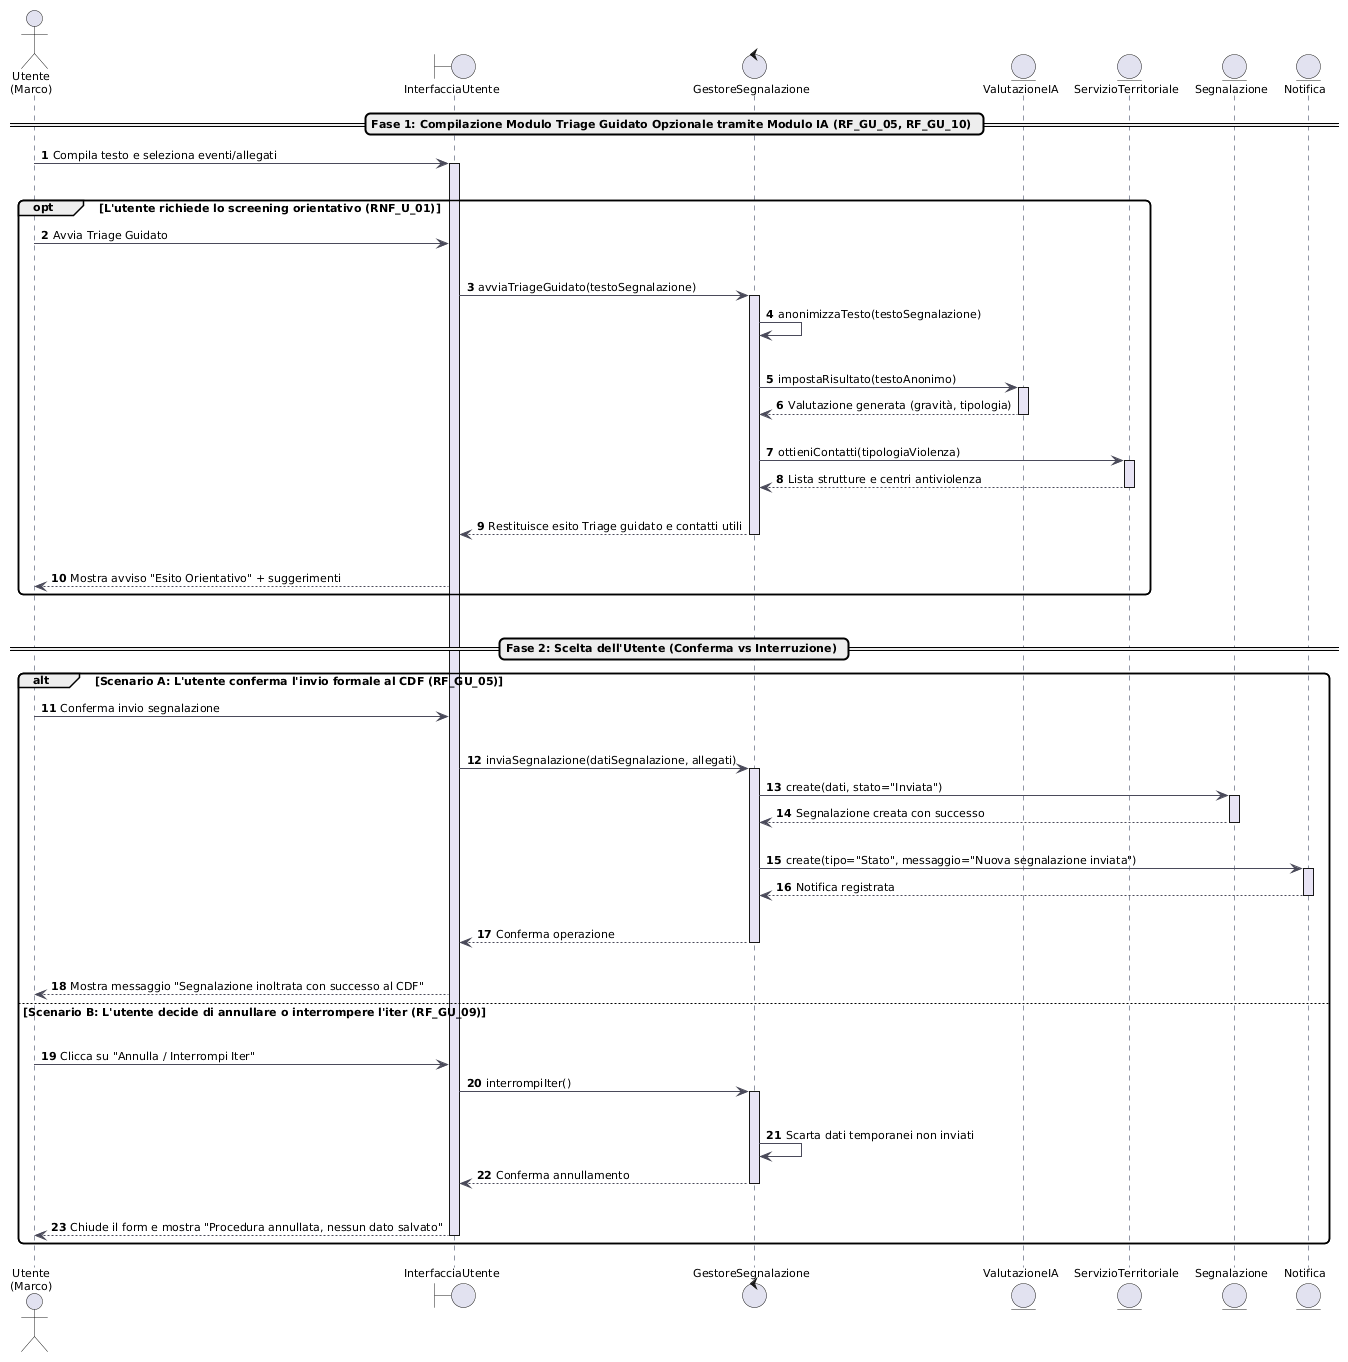 Utente
(Marco)
InterfacciaUtente
GestoreSegnalazione
ValutazioneIA
ServizioTerritoriale
Segnalazione
Notifica
Fase 1: Compilazione Modulo Triage Guidato Opzionale tramite Modulo IA (RF_GU_05, RF_GU_10)
1 Compila testo e seleziona eventi/allegati
opt [L'utente richiede lo screening orientativo (RNF_U_01)]
2 Avvia Triage Guidato
3 avviaTriageGuidato(testoSegnalazione)
4 anonimizzaTesto(testoSegnalazione)
5 impostaRisultato(testoAnonimo)
6 Valutazione generata (gravità, tipologia)
7 ottieniContatti(tipologiaViolenza)
8 Lista strutture e centri antiviolenza
9 Restituisce esito Triage guidato e contatti utili
10 Mostra avviso "Esito Orientativo" + suggerimenti
Fase 2: Scelta dell'Utente (Conferma vs Interruzione)
alt [Scenario A: L'utente conferma l'invio formale al CDF (RF_GU_05)]
11 Conferma invio segnalazione
12 inviaSegnalazione(datiSegnalazione, allegati)
13 create(dati, stato="Inviata")
14 Segnalazione creata con successo
15 create(tipo="Stato", messaggio="Nuova segnalazione inviata")
16 Notifica registrata
17 Conferma operazione
18 Mostra messaggio "Segnalazione inoltrata con successo al CDF"
[Scenario B: L'utente decide di annullare o interrompere l'iter (RF_GU_09)]
19 Clicca su "Annulla / Interrompi Iter"
20 interrompiIter()
21 Scarta dati temporanei non inviati
22 Conferma annullamento
23 Chiude il form e mostra "Procedura annullata, nessun dato salvato"
Utente
(Marco)
InterfacciaUtente
GestoreSegnalazione
ValutazioneIA
ServizioTerritoriale
Segnalazione
Notifica